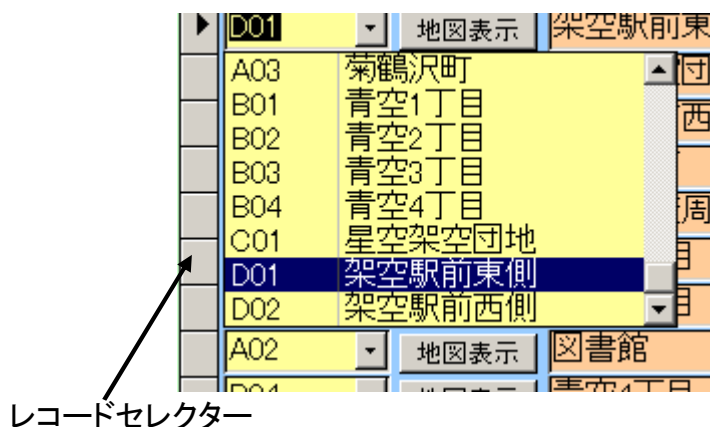 D01 地図表示 架空駅前東
A03 菊鶴沢町
B01 青空1丁目
B02 青空2丁目 西
B03 青空3丁目
B04 青空4丁目 周
C01 星空架空団地
D01 架空駅前東側
D02 架空駅前西側
A02 地図表示 図書館
レコードセレクター